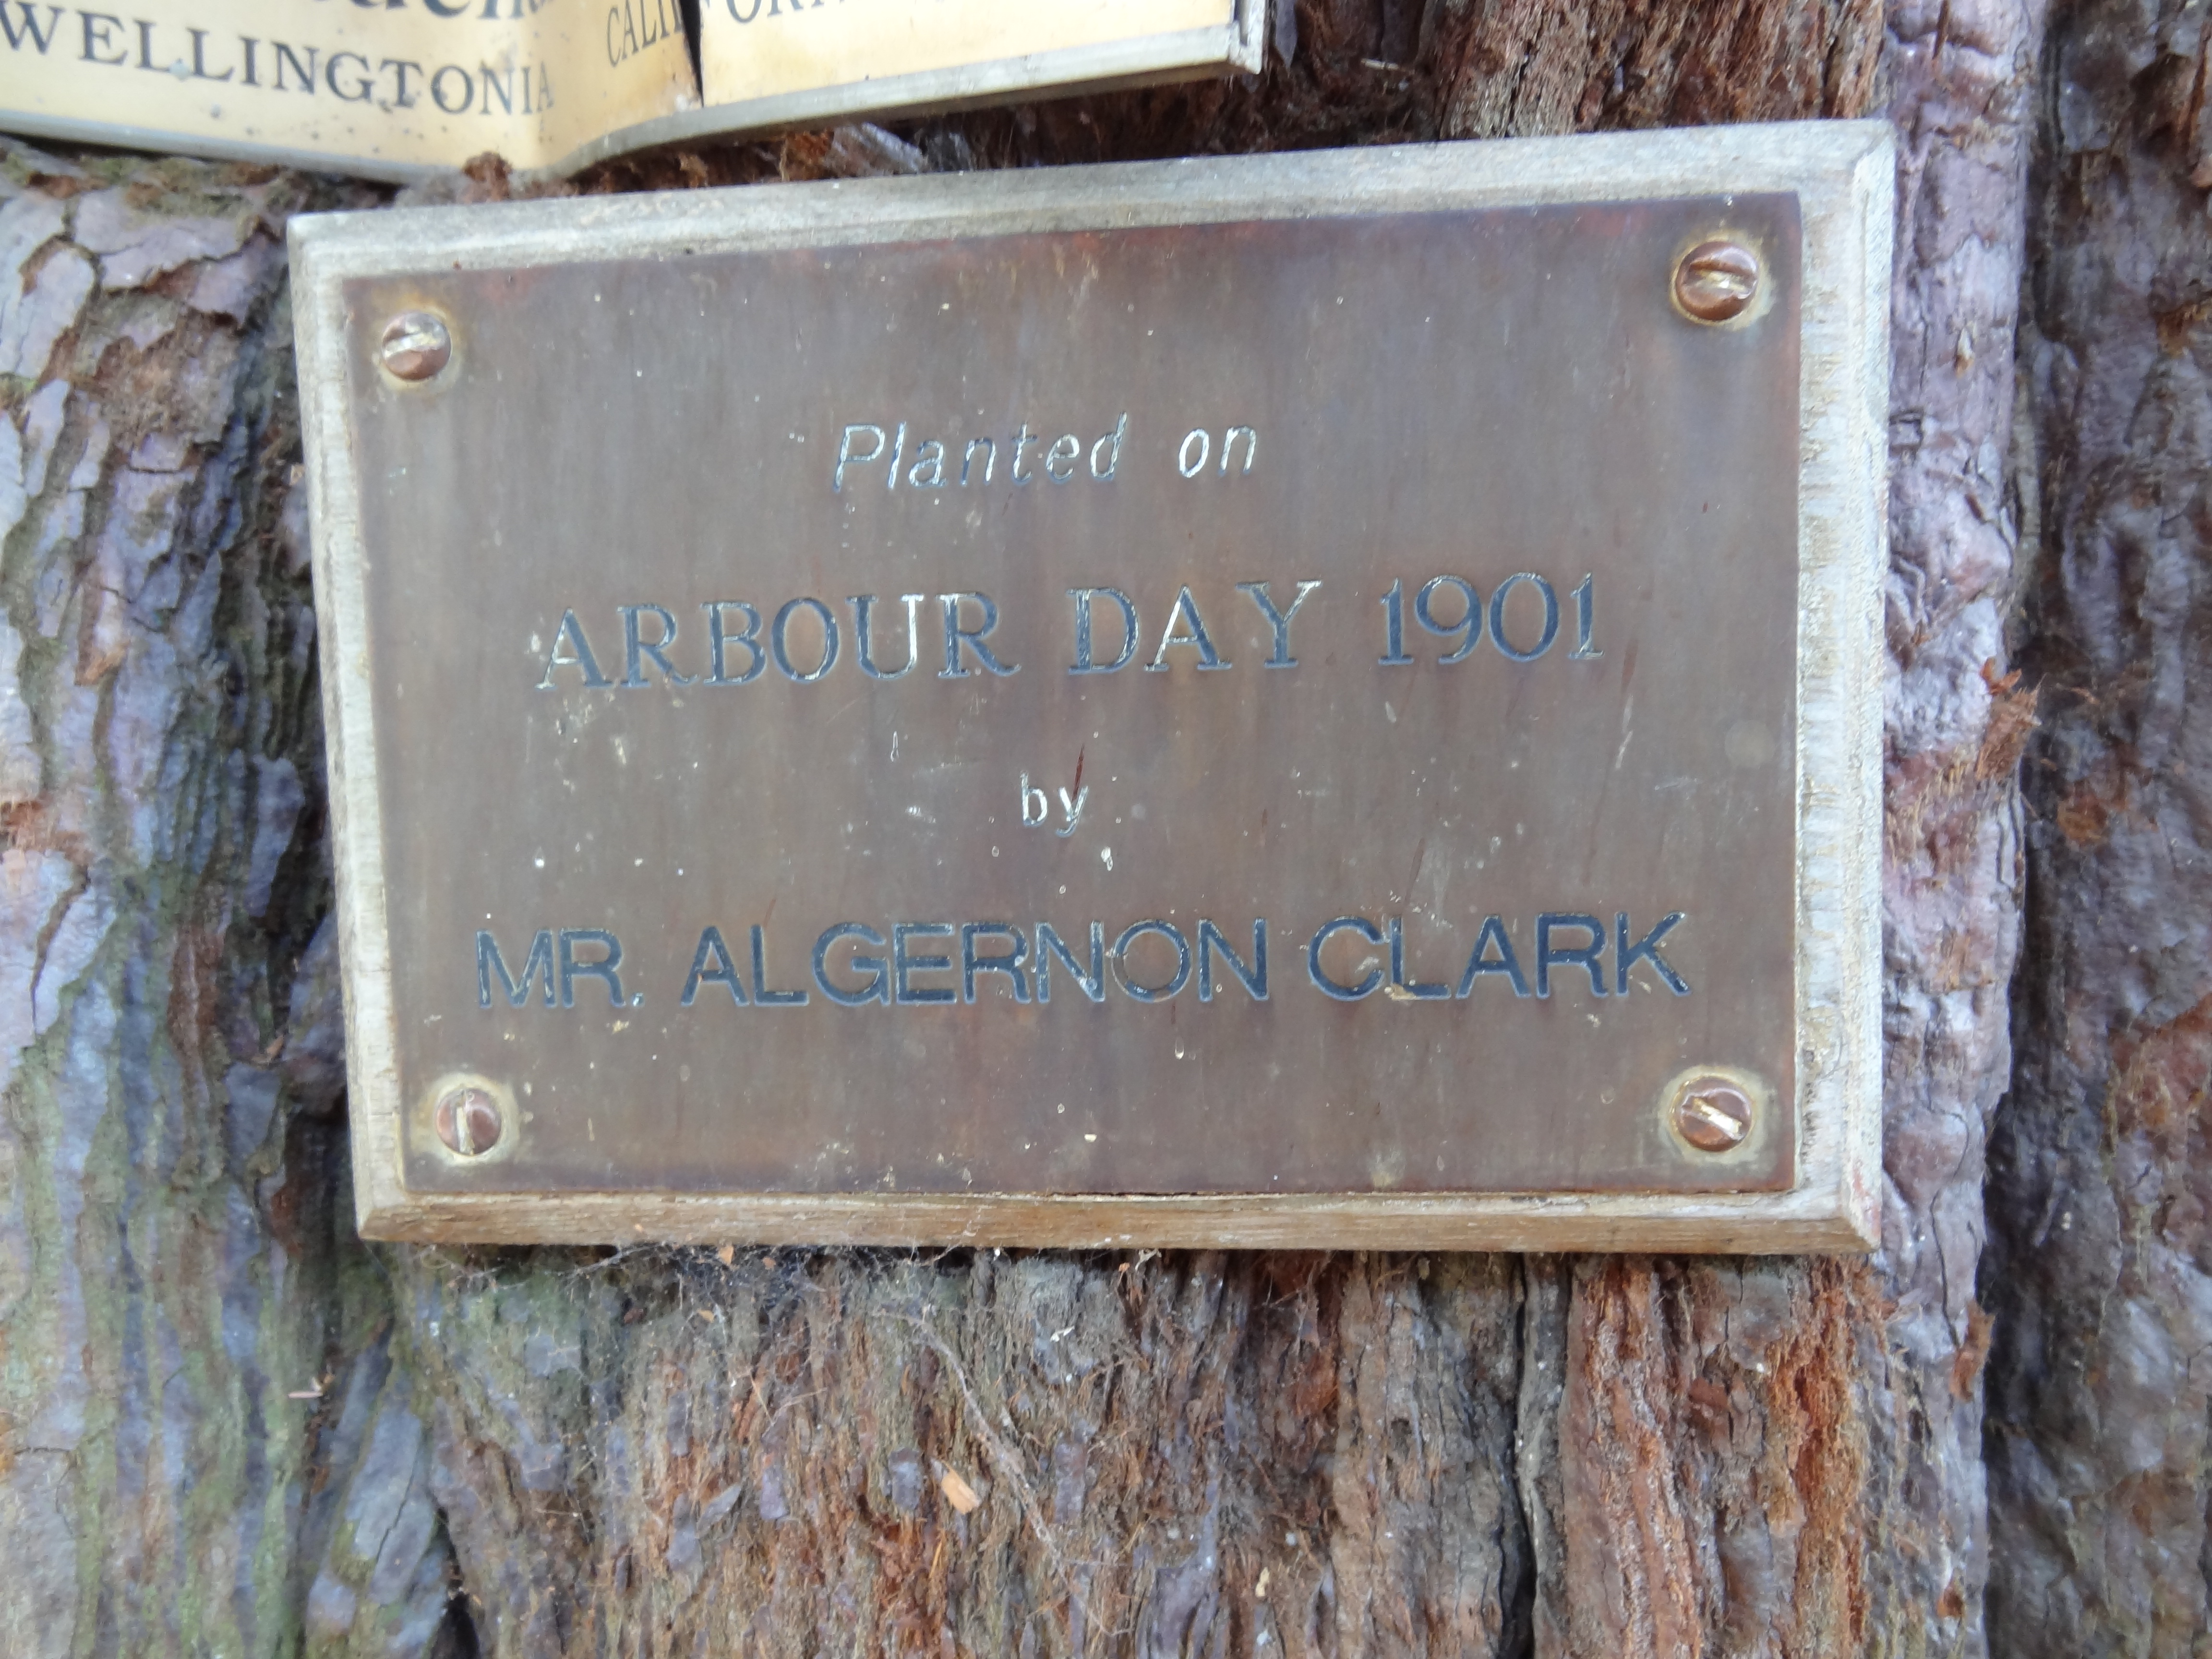 WELLINGTONIA
Planted on
ARBOUR DAY 1901
by
MR. ALGERNON CLARK